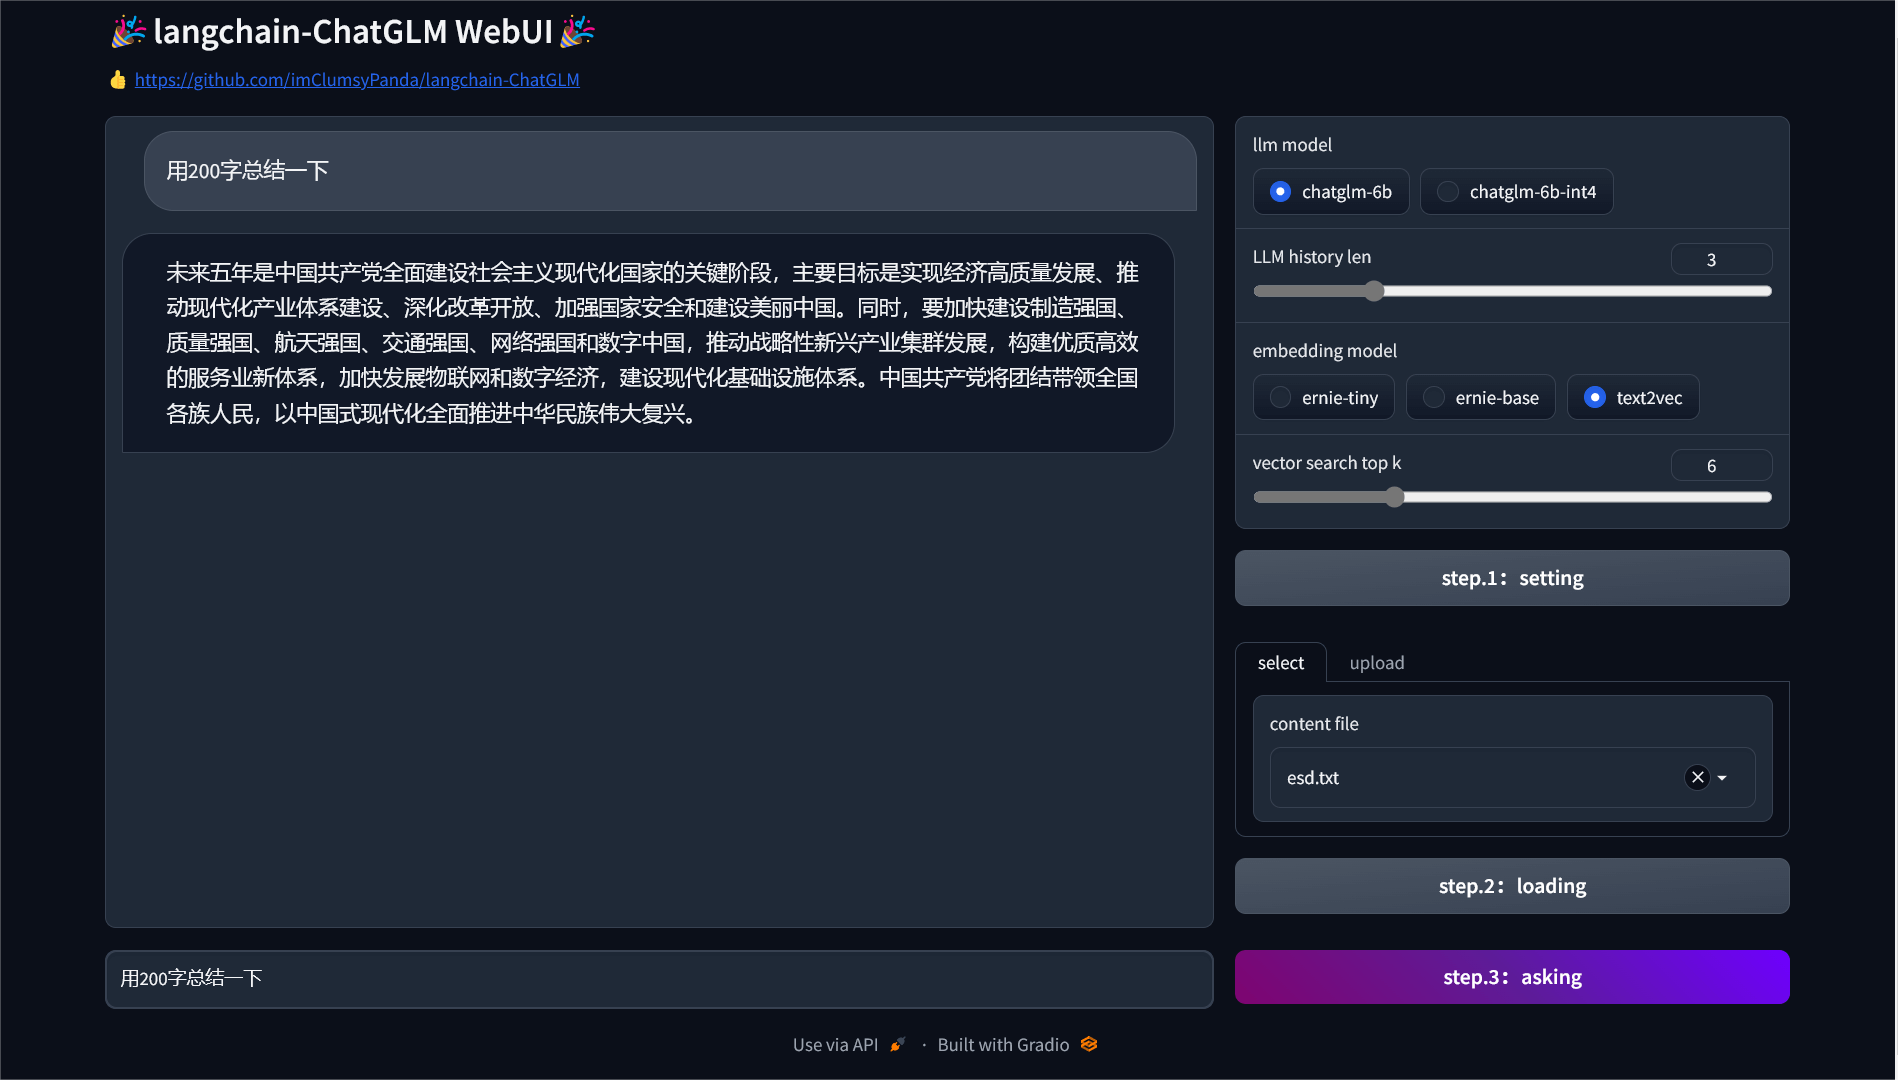 🎉 langchain-ChatGLM WebUI 🎉
👍 https://github.com/imClumsyPanda/langchain-ChatGLM
用200字总结一下
未来五年是中国共产党全面建设社会主义现代化国家的关键阶段，主要目标是实现经济高质量发展、推
动现代化产业体系建设、深化改革开放、加强国家安全和建设美丽中国。同时，要加快建设制造强国、
质量强国、航天强国、交通强国、网络强国和数字中国，推动战略性新兴产业集群发展，构建优质高效
的服务业新体系，加快发展物联网和数字经济，建设现代化基础设施体系。中国共产党将团结带领全国
各族人民，以中国式现代化全面推进中华民族伟大复兴。
用200字总结一下
llm model
chatglm-6b chatglm-6b-int4
LLM history len 3
embedding model
ernie-tiny ernie-base text2vec
vector search top k 6
step.1：setting
select upload
content file
esd.txt
step.2：loading
step.3：asking
Use via API · Built with Gradio